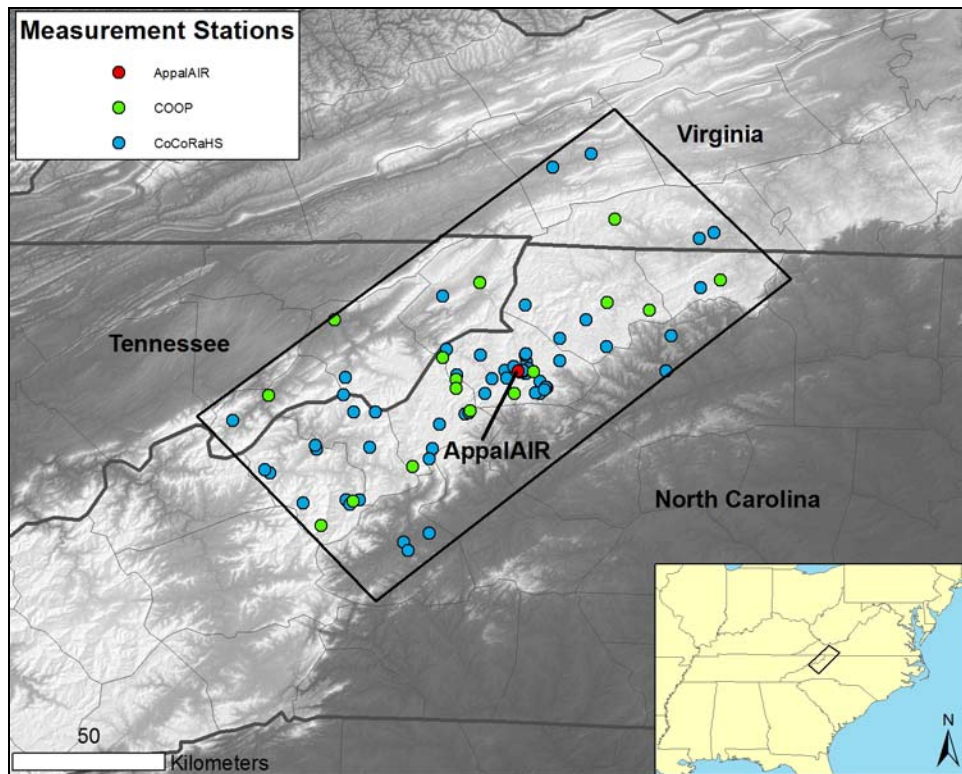 Measurement Stations
AppalAIR
COOP
CoCoRaHS
Virginia
Tennessee
AppalAIR
North Carolina
50
Kilometers
N